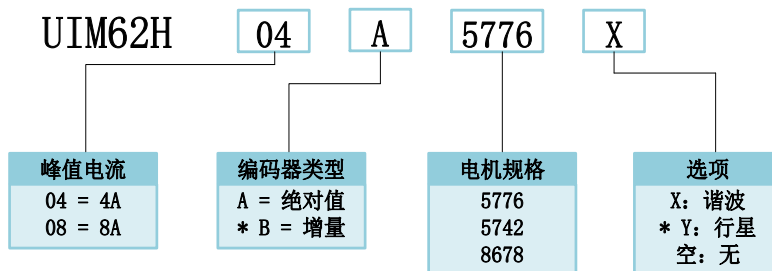 UIM62H 04 A 5776 X
峰值电流
04 = 4A
08 = 8A
编码器类型
A = 绝对值
* B = 增量
电机规格
5776
5742
8678
选项
X: 谐波
* Y: 行星
空: 无